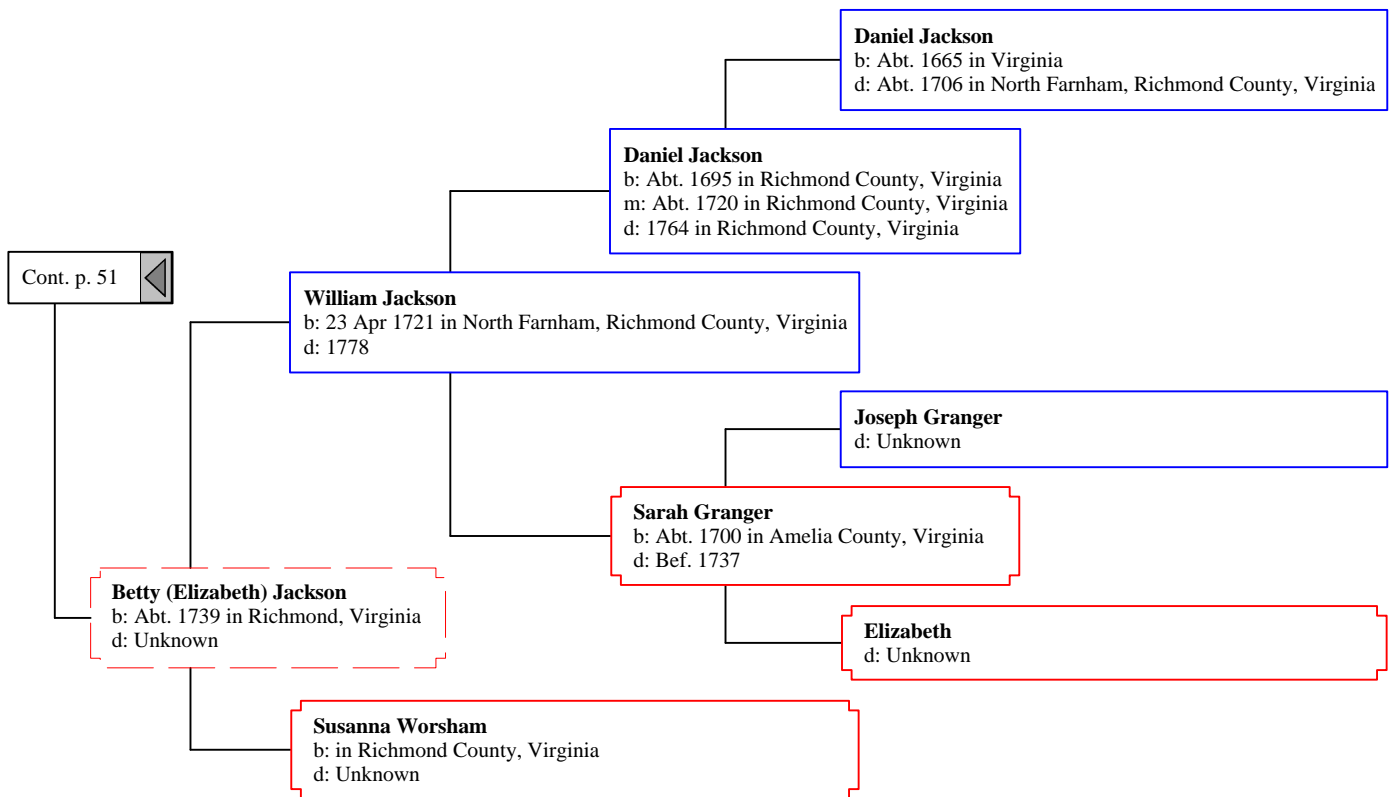 Daniel Jackson
b: Abt. 1665 in Virginia
d: Abt. 1706 in North Farnham, Richmond County, Virginia
Daniel Jackson
b: Abt. 1695 in Richmond County, Virginia
m: Abt. 1720 in Richmond County, Virginia
d: 1764 in Richmond County, Virginia
Cont. p. 51
William Jackson
b: 23 Apr 1721 in North Farnham, Richmond County, Virginia
d: 1778
Joseph Granger
d: Unknown
Sarah Granger
b: Abt. 1700 in Amelia County, Virginia
d: Bef. 1737
Betty (Elizabeth) Jackson
b: Abt. 1739 in Richmond, Virginia
d: Unknown
Elizabeth
d: Unknown
Susanna Worsham
b: in Richmond County, Virginia
d: Unknown